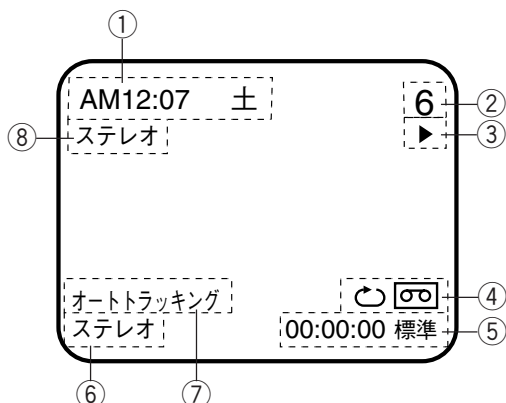 ①
AM12:07 土 6 ②
⑧ ステレオ ▶ ③
オートトラッキング ④
ステレオ 00:00:00 標準 ⑤
⑥ ⑦